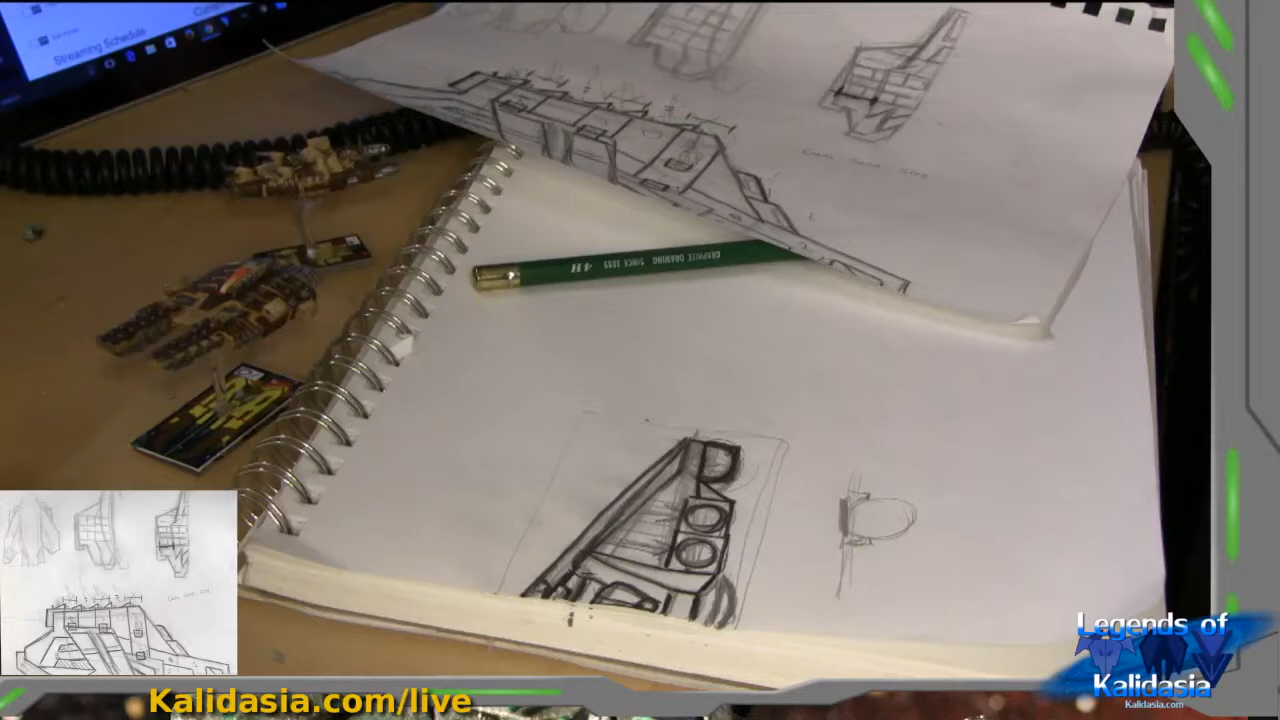 Streaming Schedule
GRAPHITE DRAWING SINCE 1889 4H
Legends of
Kalidasia
Kalidasia.com
Kalidasia.com/live